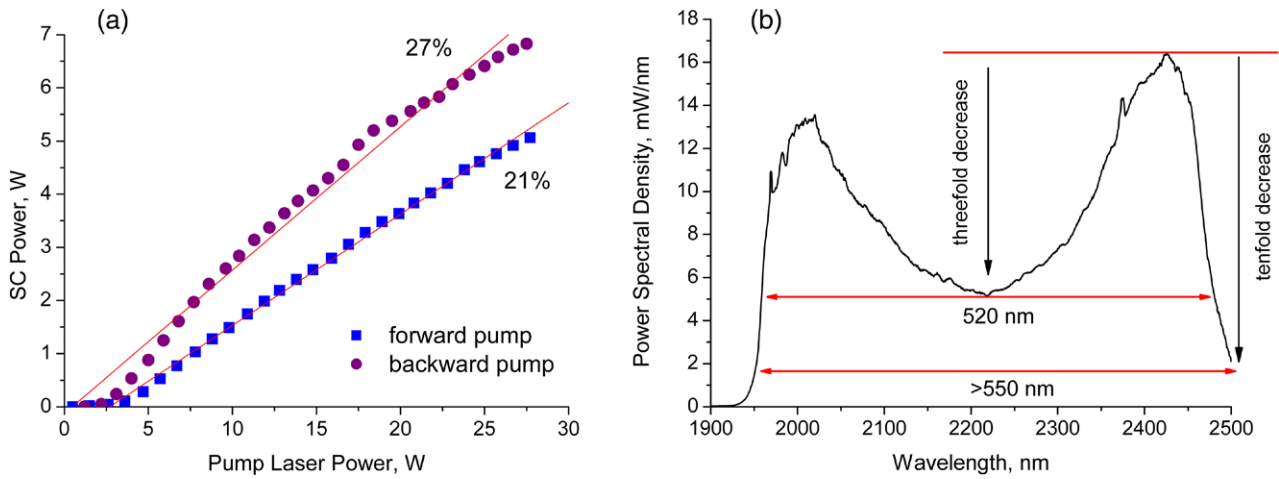 (a)
7
6
5
4
3
2
1
0
SC Power, W
27%
21%
forward pump
backward pump
0 5 10 15 20 25 30
Pump Laser Power, W
(b)
18
16
14
12
10
8
6
4
2
0
Power Spectral Density, mW/nm
threefold decrease
tenfold decrease
520 nm
>550 nm
1900 2000 2100 2200 2300 2400 2500
Wavelength, nm